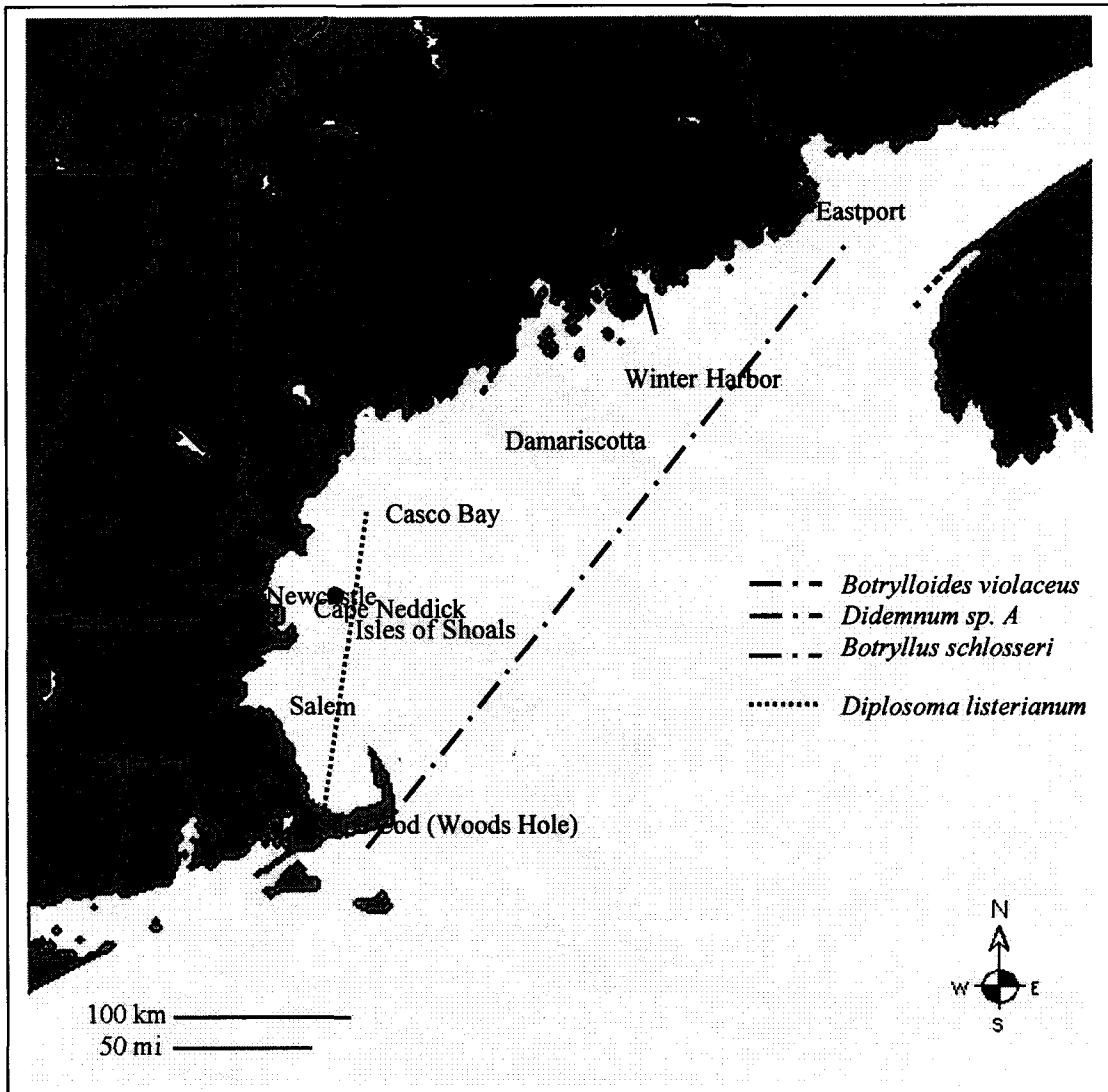 Eastport
Winter Harbor
Damariscotta
Casco Bay
Newcastle
Cape Neddick
Isles of Shoals
Botrylloides violaceus
Didemnum sp. A
Botryllus schlosseri
Salem
Diplosoma listerianum
Cod (Woods Hole)
N
W E
S
100 km
50 mi